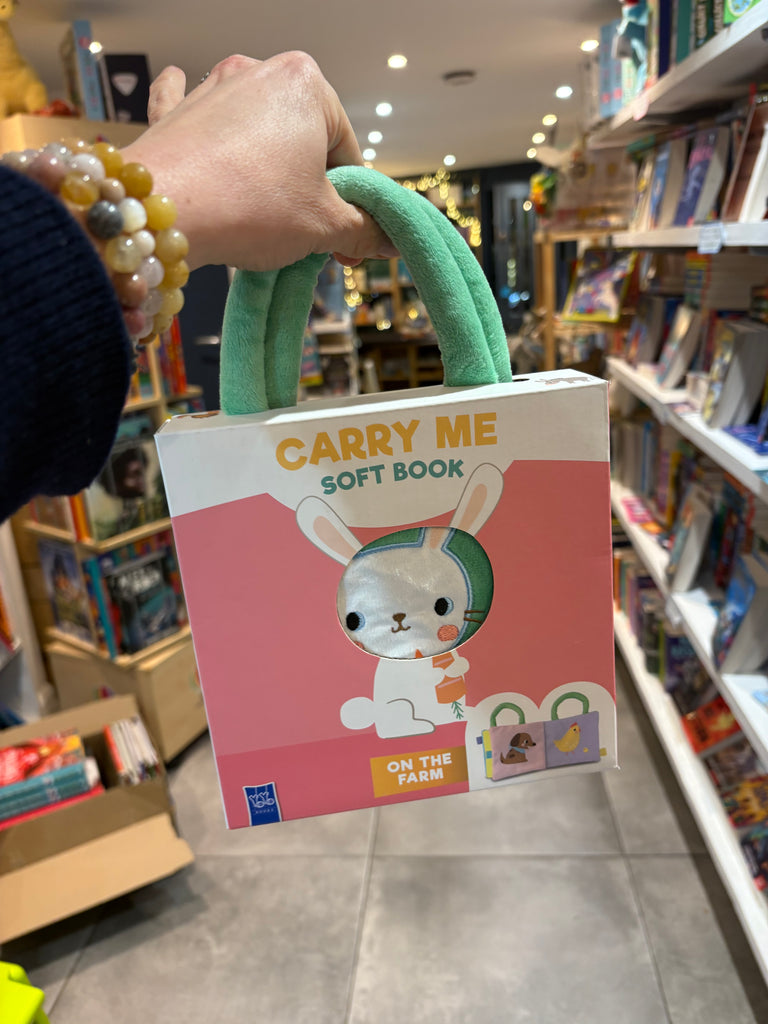 CARRY ME
SOFT BOOK
ON THE
FARM